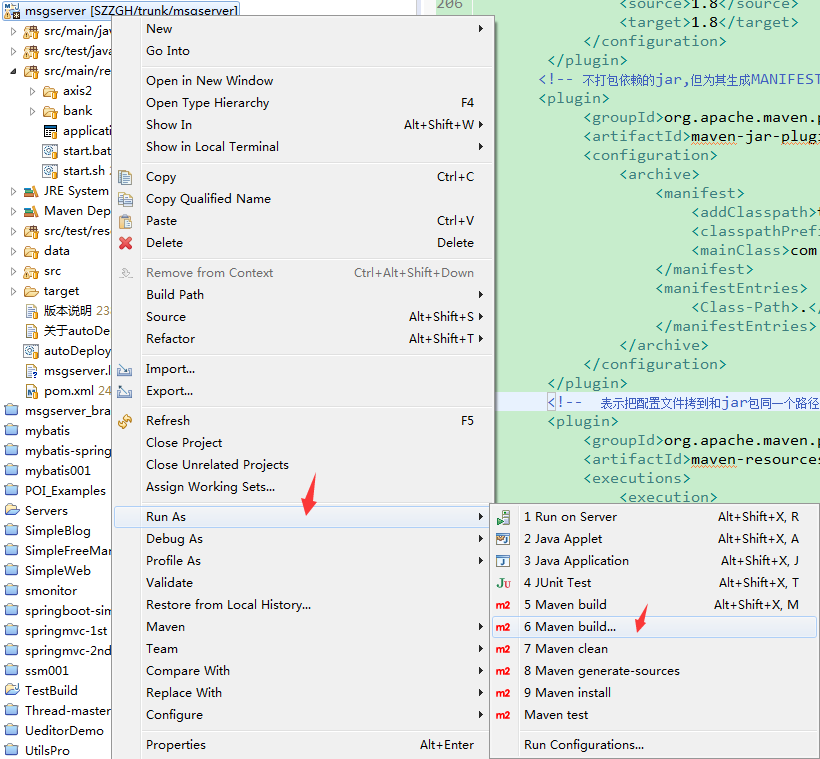 msgserver [SZZGH/trunk/msgserver]
src/main/jav
src/test/java
src/main/re
axis2
bank
applicati
start.bat
start.sh
JRE System
Maven Dep
src/test/res
data
src
target
版本说明 23
关于autoDe
autoDeploy
msgserver.l
pom.xml 24
msgserver_bra
mybatis
mybatis-spring
mybatis001
POI_Examples
Servers
SimpleBlog
SimpleFreeMar
SimpleWeb
smonitor
springboot-sim
springmvc-1st
springmvc-2nd
ssm001
TestBuild
Thread-master
UeditorDemo
UtilsPro
New
Go Into
Open in New Window
Open Type Hierarchy F4
Show In Alt+Shift+W
Show in Local Terminal
Copy Ctrl+C
Copy Qualified Name
Paste Ctrl+V
Delete Delete
Remove from Context Ctrl+Alt+Shift+Down
Build Path
Source Alt+Shift+S
Refactor Alt+Shift+T
Import...
Export...
Refresh F5
Close Project
Close Unrelated Projects
Assign Working Sets...
Run As
Debug As
Profile As
Validate
Restore from Local History...
Maven
Team
Compare With
Replace With
Configure
Properties Alt+Enter
206 <source>1.8</source>
<target>1.8</target>
</configuration>
</plugin>
<!-- 不打包依赖的jar,但为其生成MANIFEST
<plugin>
<groupId>org.apache.maven.p
<artifactId>maven-jar-plugi
<configuration>
<archive>
<manifest>
<addClasspath>t
<classpathPrefi
<mainClass>com
</manifest>
<manifestEntries>
<Class-Path>.</
</manifestEntries>
</archive>
</configuration>
</plugin>
<!-- 表示把配置文件拷到和jar包同一个路径
<plugin>
<groupId>org.apache.maven.p
<artifactId>maven-resources
<executions>
<execution>
1 Run on Server Alt+Shift+X, R
2 Java Applet Alt+Shift+X, A
3 Java Application Alt+Shift+X, J
Ju 4 JUnit Test Alt+Shift+X, T
m2 5 Maven build Alt+Shift+X, M
m2 6 Maven build...
m2 7 Maven clean
m2 8 Maven generate-sources
m2 9 Maven install
m2 Maven test
Run Configurations...